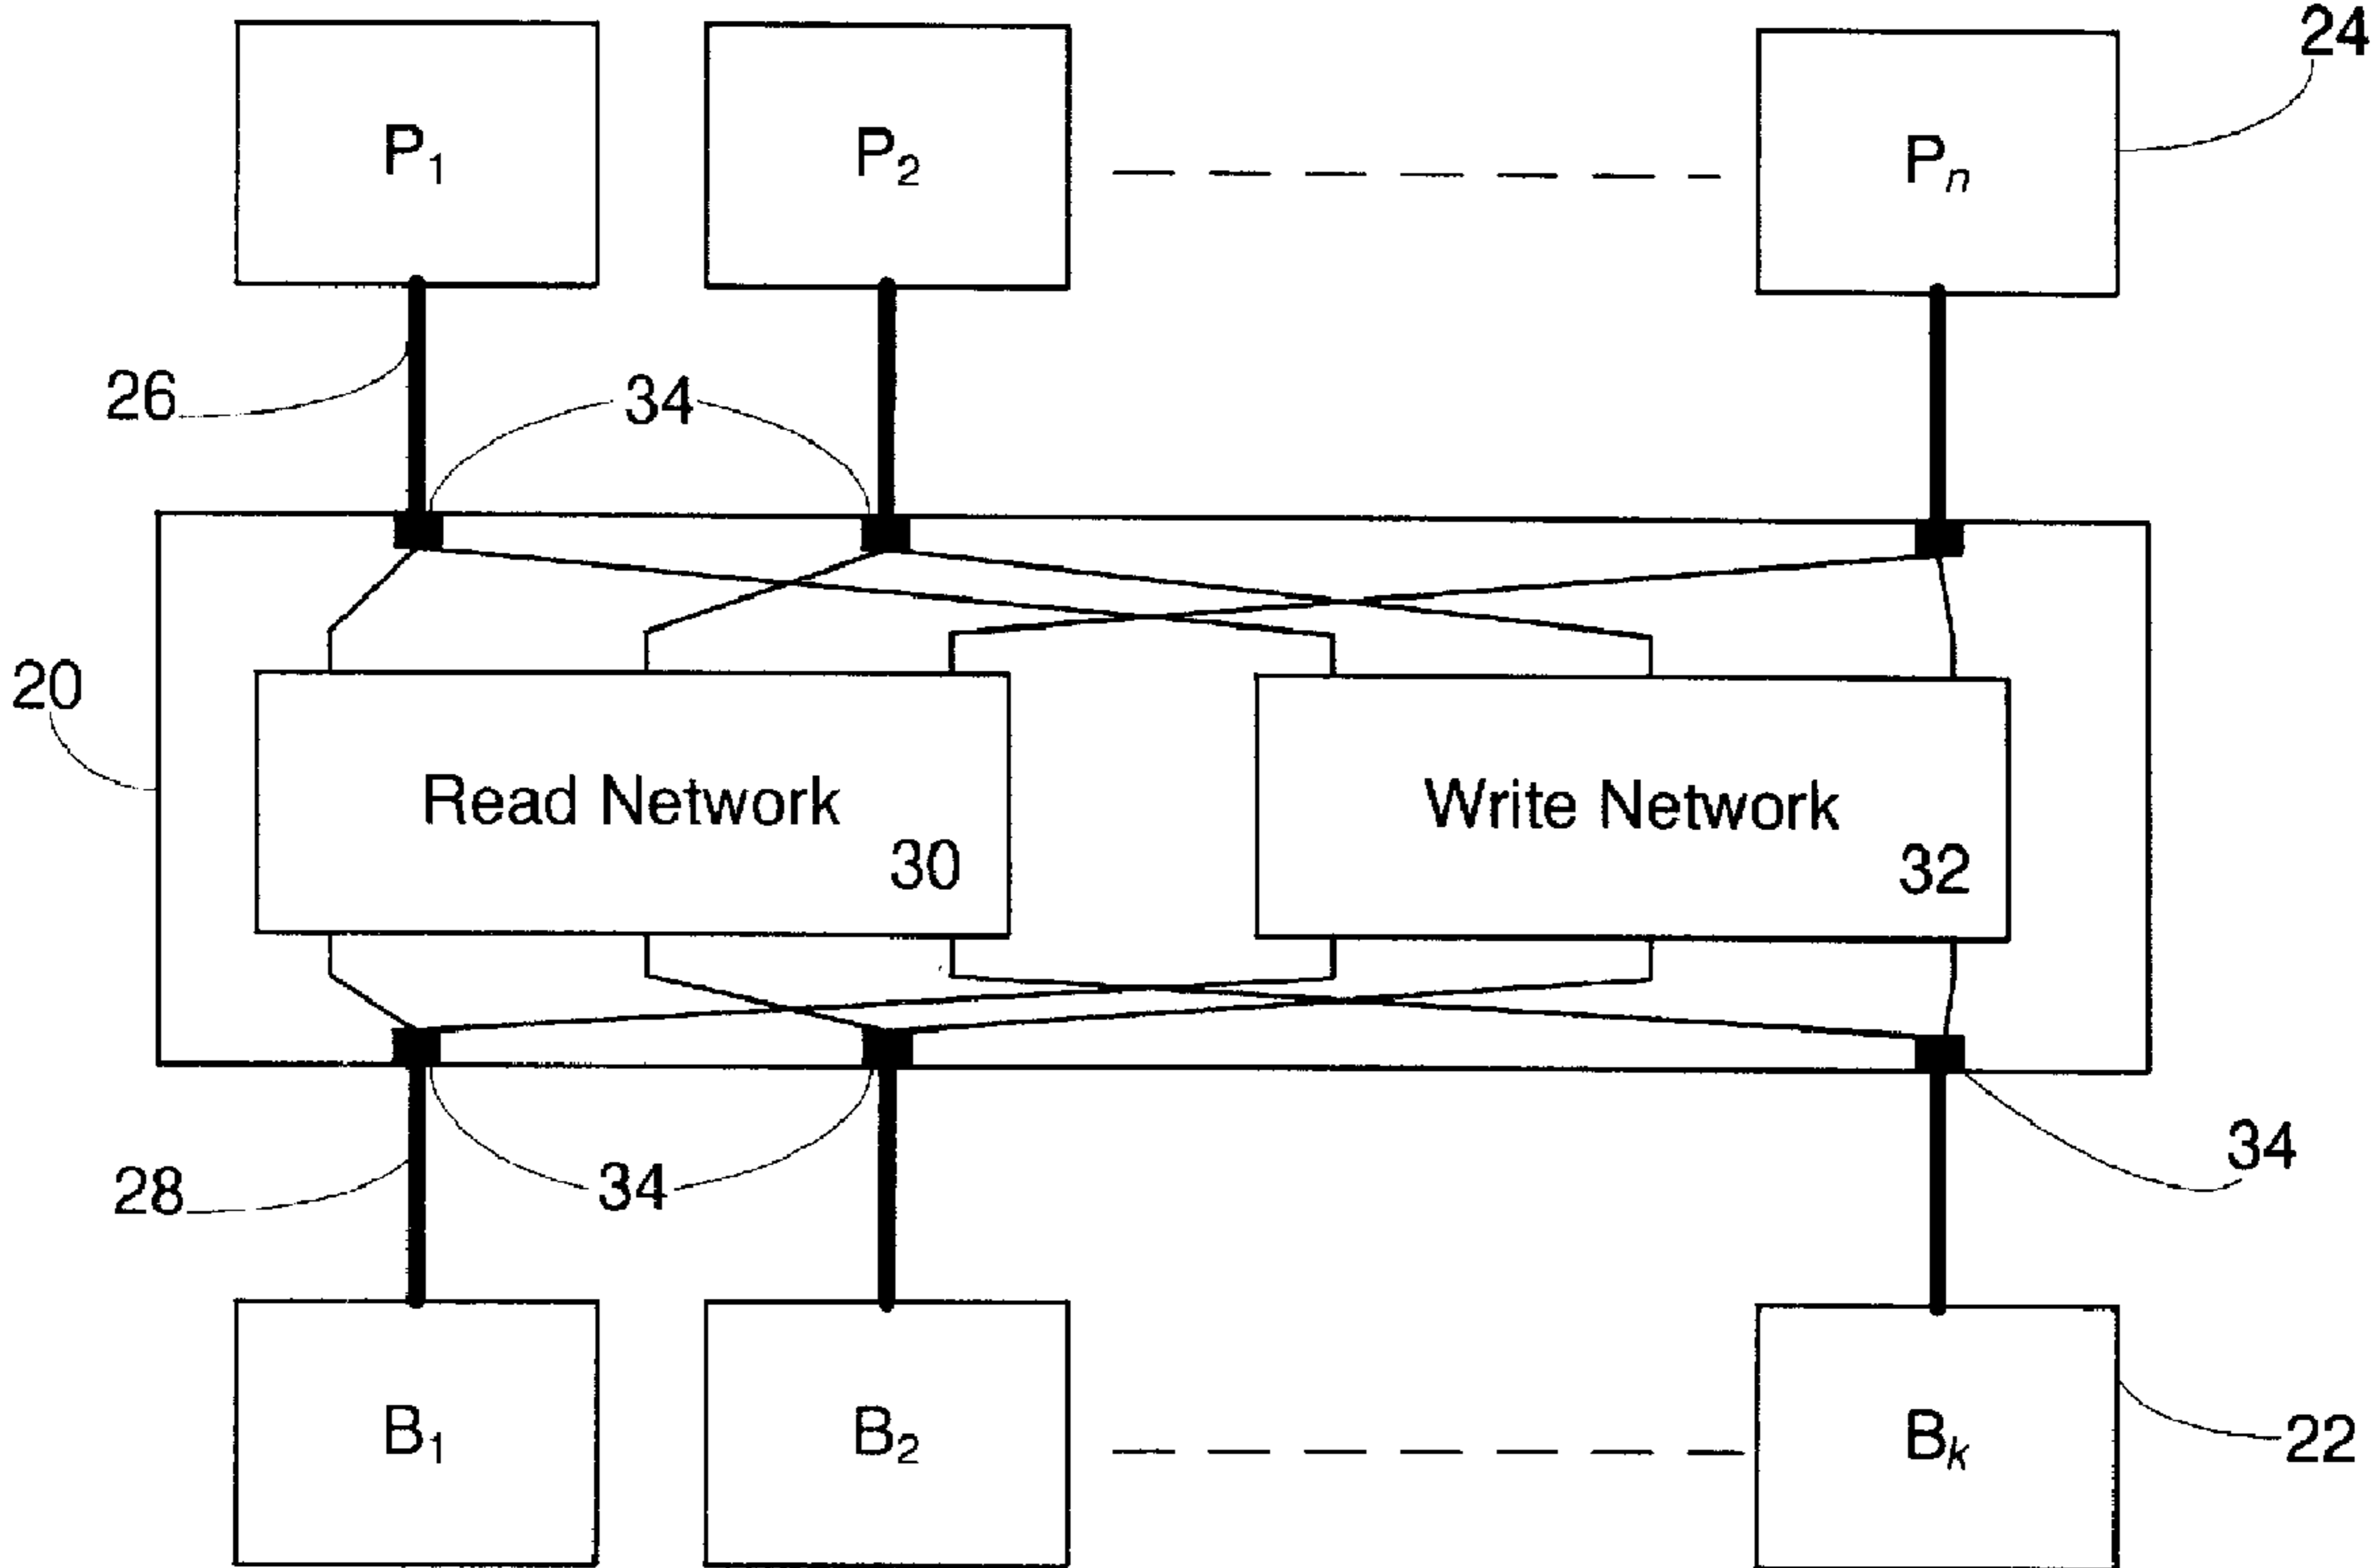 24
P₁
P₂
Pₙ
26
34
20
Read Network
30
Write Network
32
28
34
34
B₁
B₂
Bₖ
22